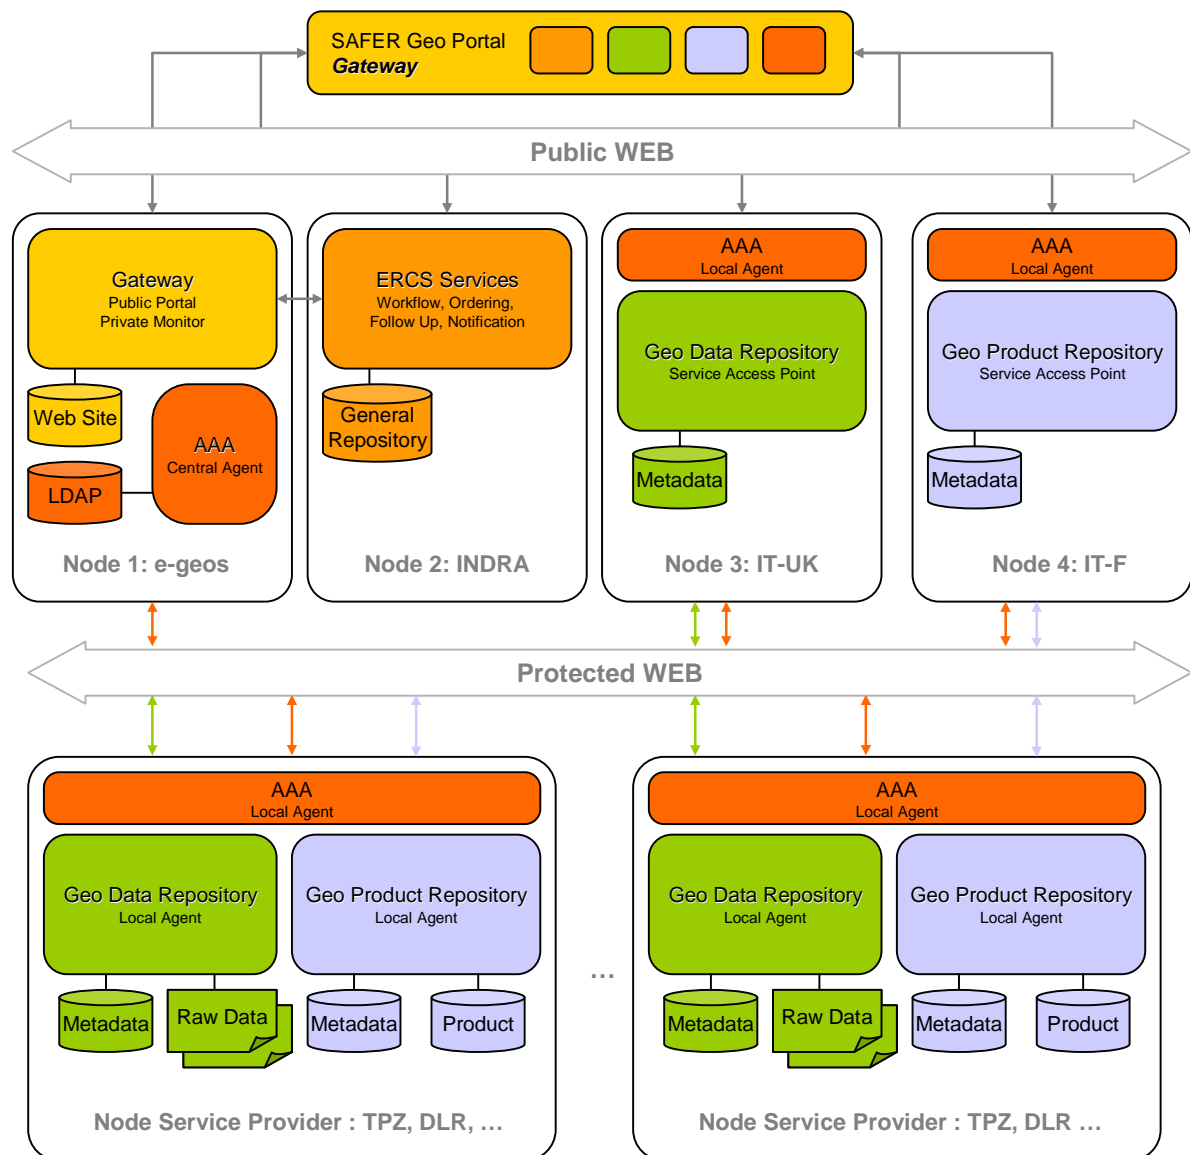 SAFER Geo Portal
Gateway
Public WEB
Gateway
Public Portal
Private Monitor
Web Site
AAA
Central Agent
LDAP
Node 1: e-geos
ERCS Services
Workflow, Ordering,
Follow Up, Notification
General
Repository
Node 2: INDRA
AAA
Local Agent
Geo Data Repository
Service Access Point
Metadata
Node 3: IT-UK
AAA
Local Agent
Geo Product Repository
Service Access Point
Metadata
Node 4: IT-F
Protected WEB
AAA
Local Agent
Geo Data Repository
Local Agent
Geo Product Repository
Local Agent
Metadata
Raw Data
Metadata
Product
Node Service Provider : TPZ, DLR, …
…
AAA
Local Agent
Geo Data Repository
Local Agent
Geo Product Repository
Local Agent
Metadata
Raw Data
Metadata
Product
Node Service Provider : TPZ, DLR …